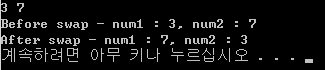 3 7
Before swap - num1 : 3, num2 : 7
After swap - num1 : 7, num2 : 3
계속하려면 아무 키나 누르십시오 . . .